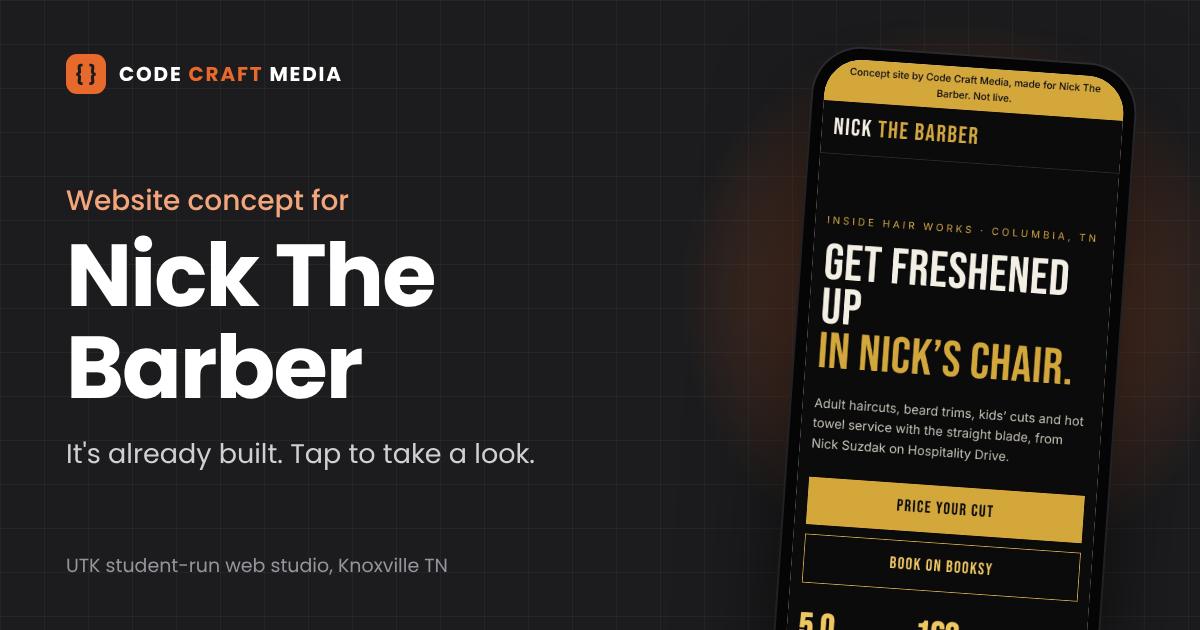 { } CODE CRAFT MEDIA
Website concept for
Nick The
Barber
It's already built. Tap to take a look.
UTK student-run web studio, Knoxville TN
Concept site by Code Craft Media, made for Nick The
Barber. Not live.
NICK THE BARBER
INSIDE HAIR WORKS · COLUMBIA, TN
GET FRESHENED
UP
IN NICK’S CHAIR.
Adult haircuts, beard trims, kids’ cuts and hot
towel service with the straight blade, from
Nick Suzdak on Hospitality Drive.
PRICE YOUR CUT
BOOK ON BOOKSY
5.0